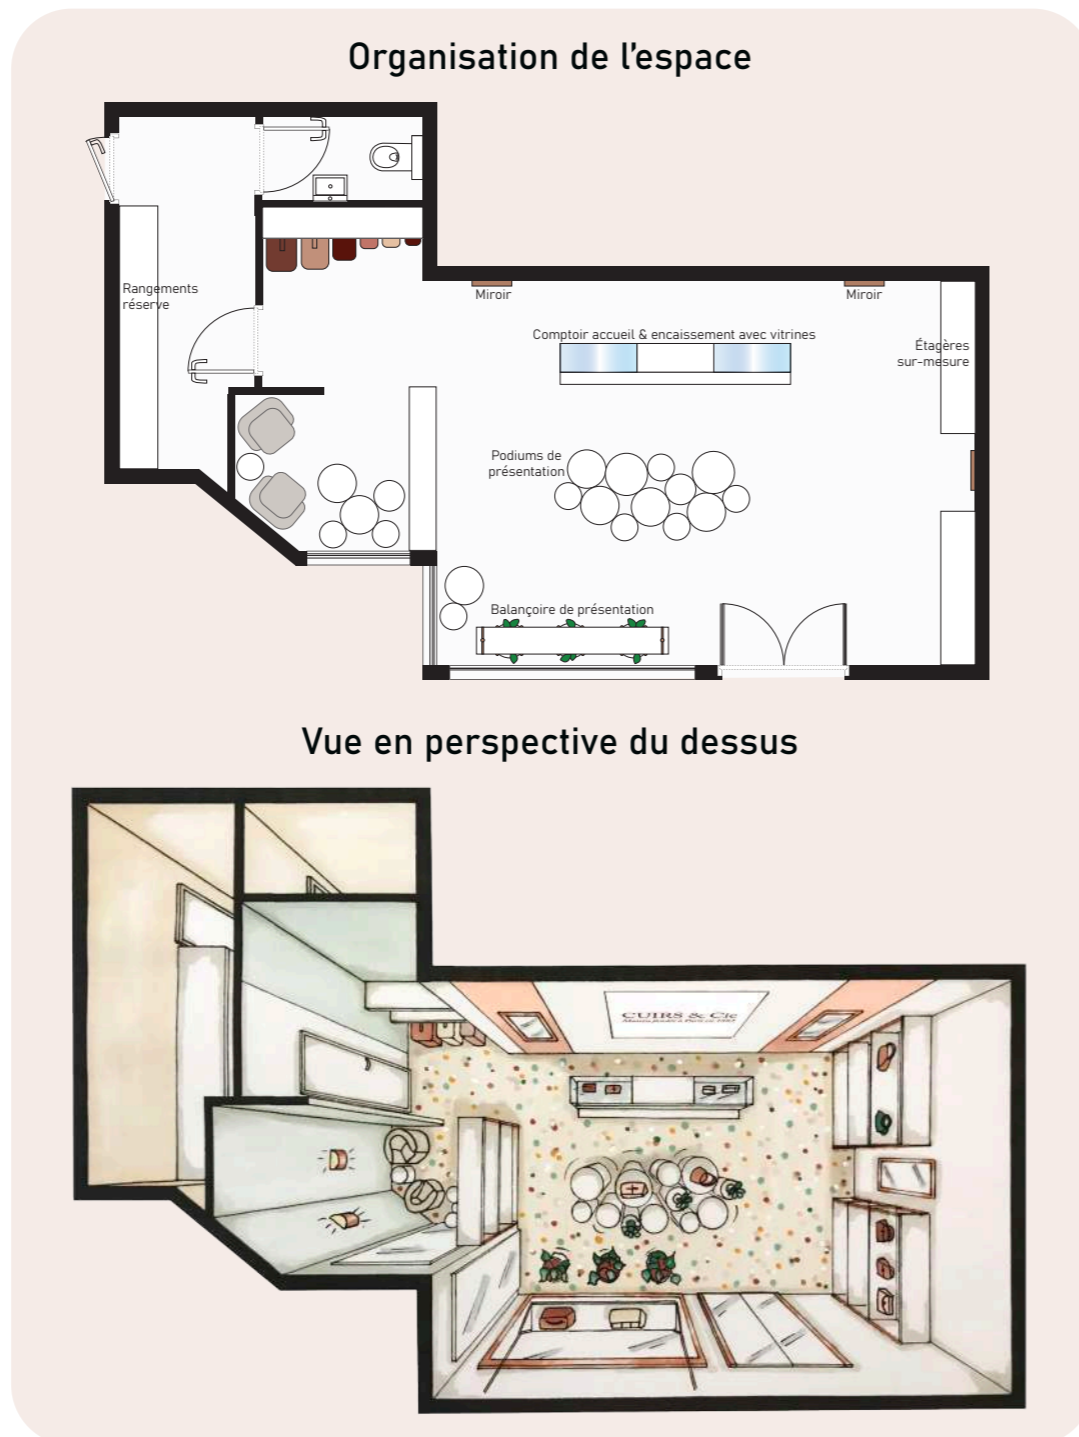 Organisation de l'espace
Rangements
réserve
Miroir
Miroir
Comptoir accueil & encaissement avec vitrines
Étagères
sur-mesure
Podiums de
présentation
Balançoire de présentation
Vue en perspective du dessus
CUIRS & Cie